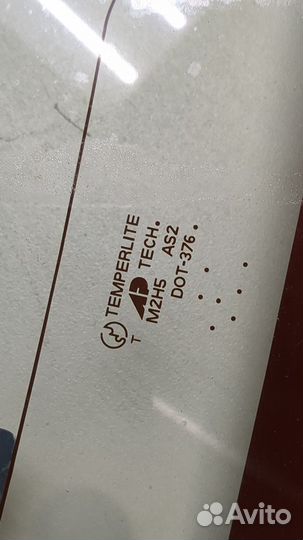 TEMPERLITE
AP TECH.
M2H5 AS2
T DOT-376
Avito